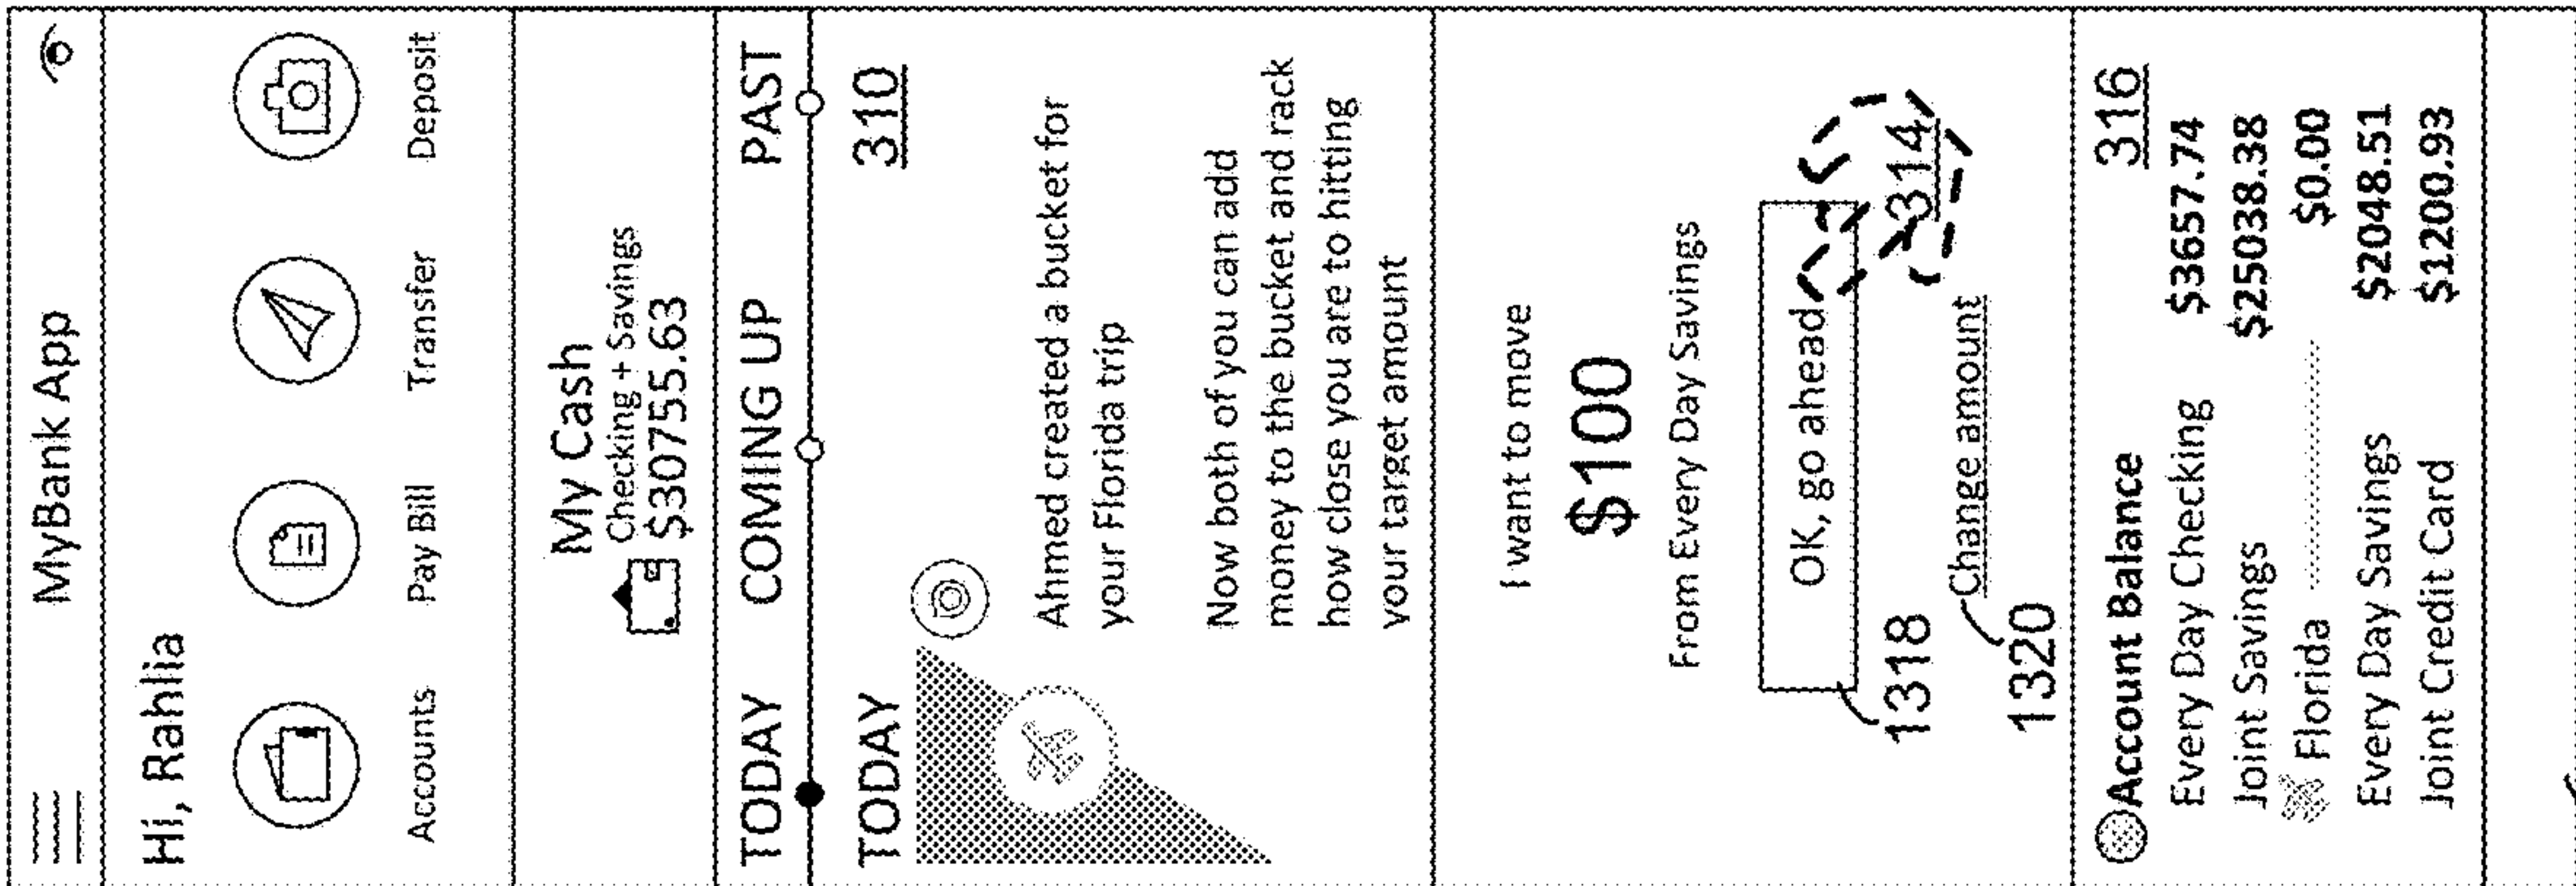 MyBank App
Hi, Rahlia
Accounts Pay Bill Transfer Deposit
My Cash
Checking + Savings
$30755.63
TODAY COMING UP PAST
TODAY 310
Ahmed created a bucket for
your Florida trip
Now both of you can add
money to the bucket and rack
how close you are to hitting
your target amount
I want to move
$100
From Every Day Savings
OK, go ahead
1318
314
Change amount
1320
Account Balance 316
Every Day Checking $3657.74
Joint Savings $25038.38
Florida $0.00
Every Day Savings $2048.51
Joint Credit Card $1200.93